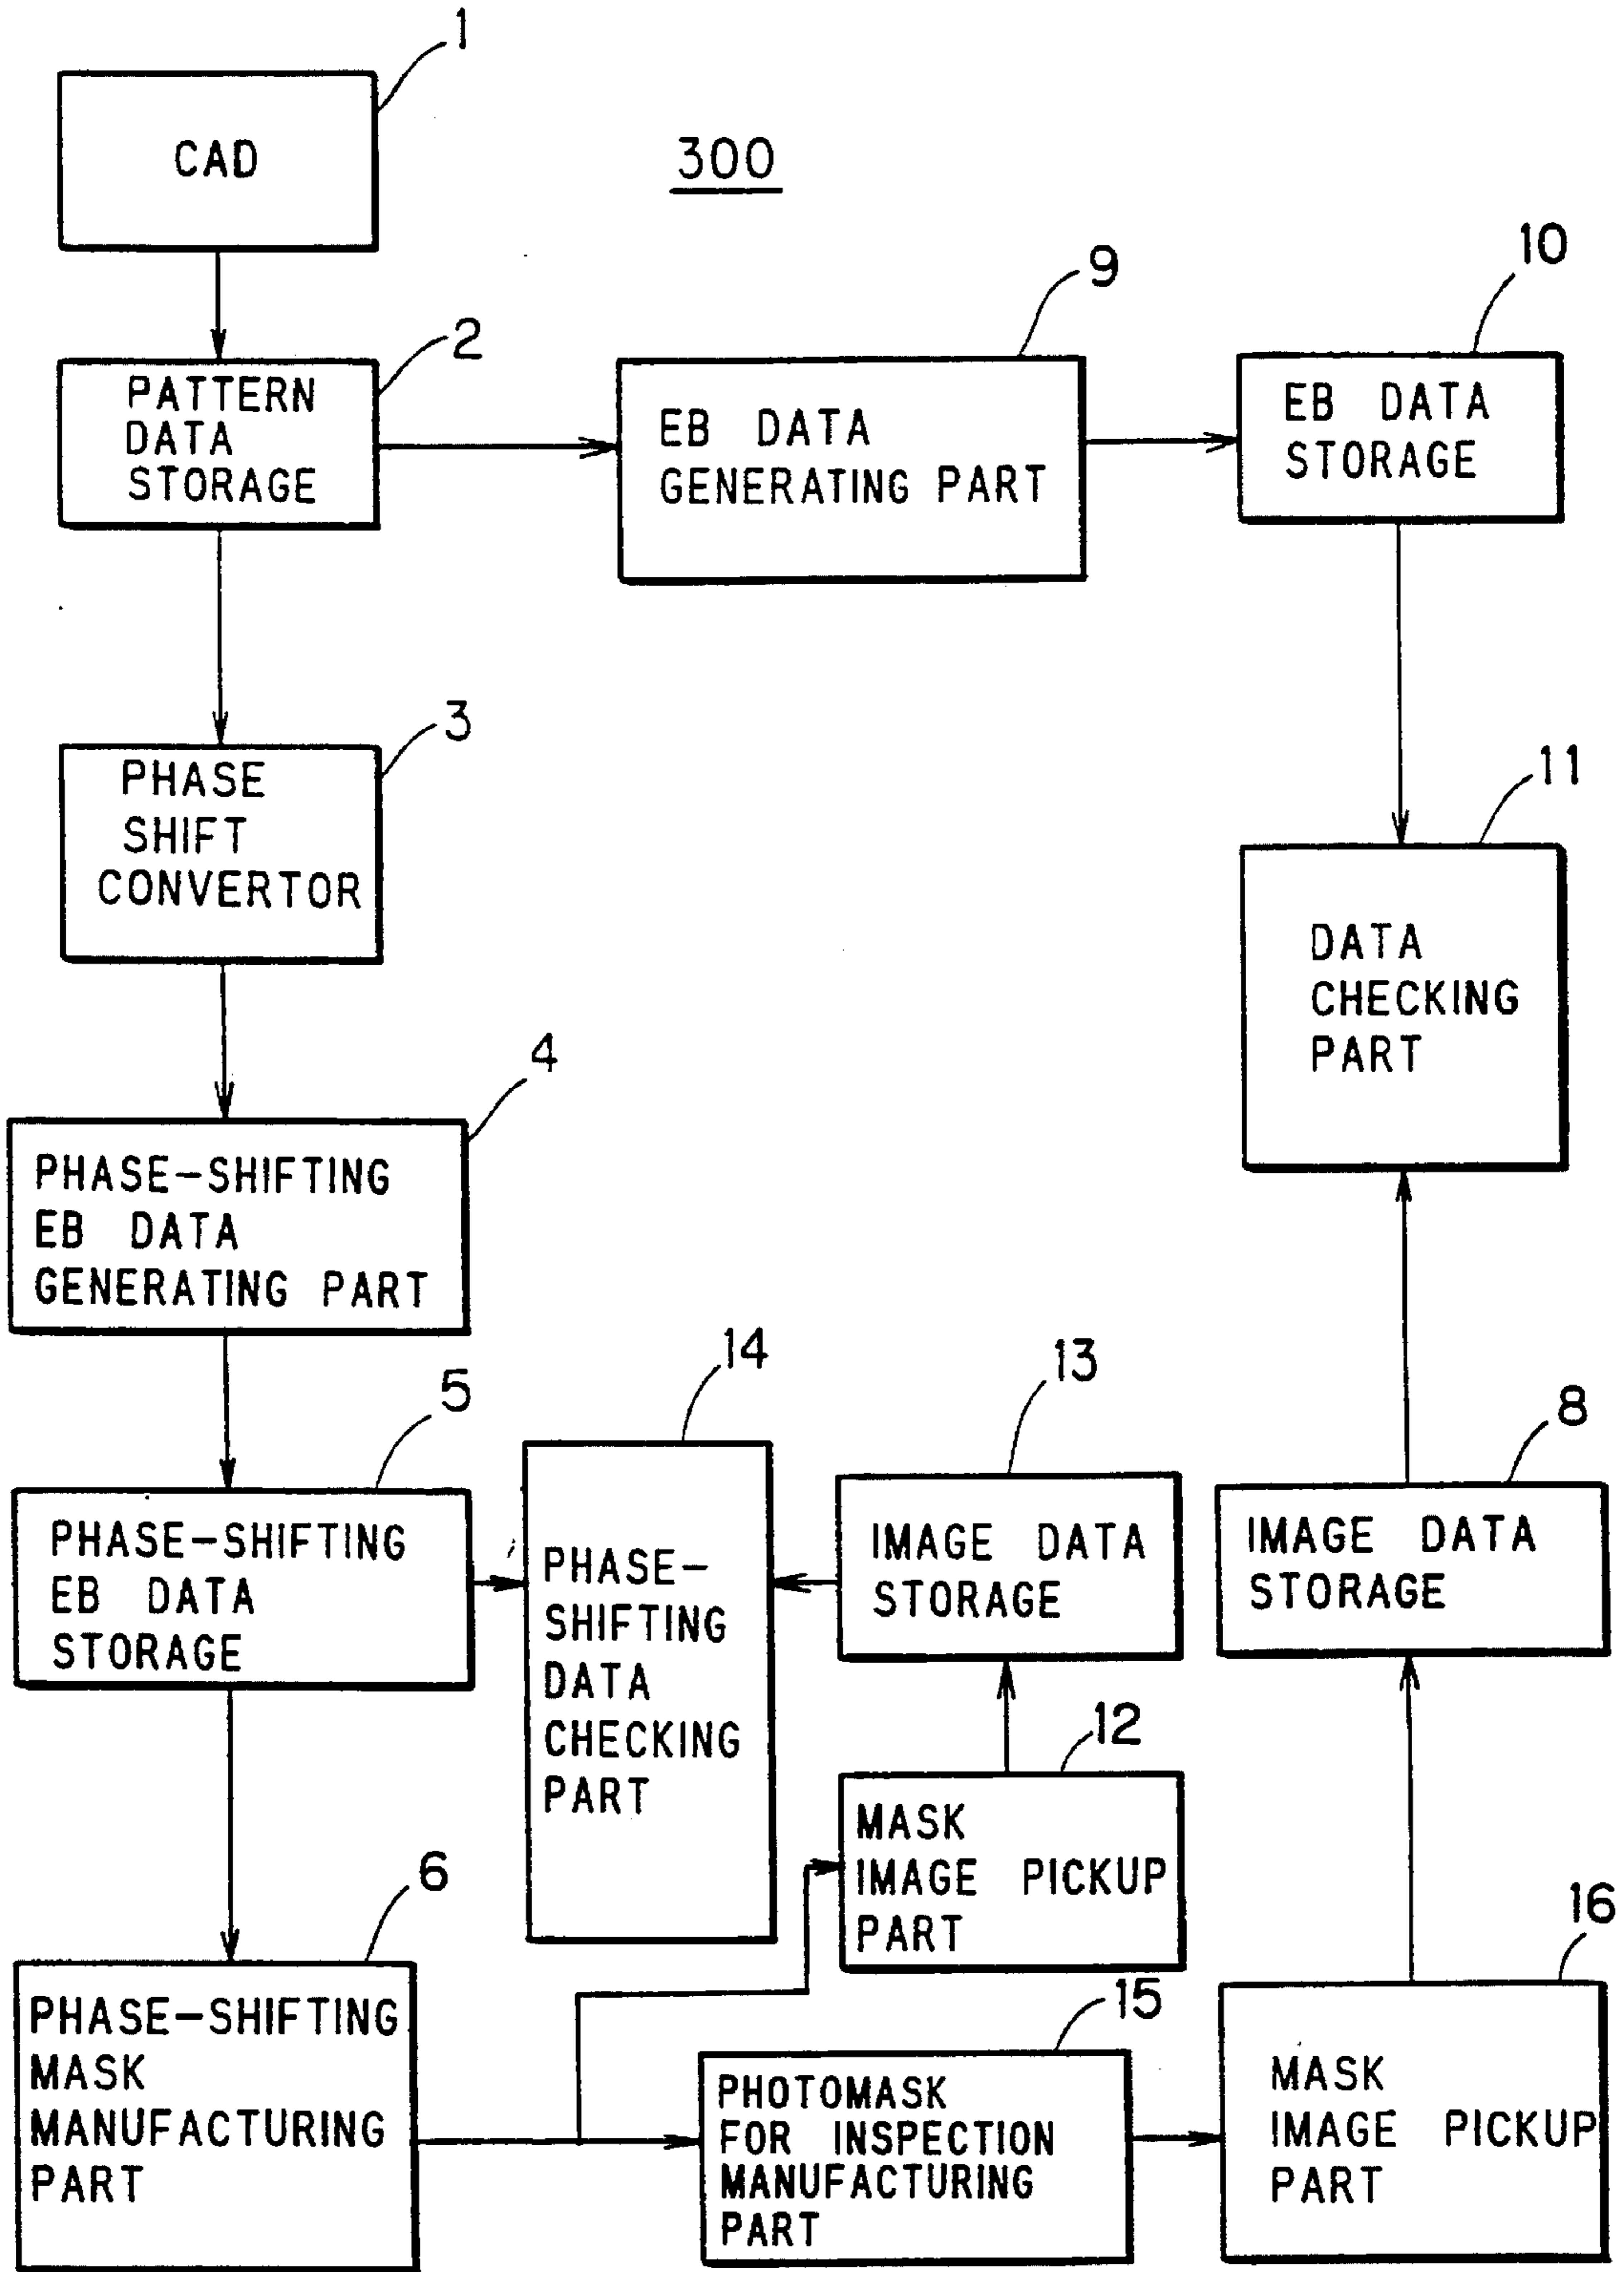 1
CAD
300
2
PATTERN
DATA
STORAGE
9
EB DATA
GENERATING PART
10
EB DATA
STORAGE
3
PHASE
SHIFT
CONVERTOR
11
DATA
CHECKING
PART
4
PHASE-SHIFTING
EB DATA
GENERATING PART
5
PHASE-SHIFTING
EB DATA
STORAGE
14
PHASE-
SHIFTING
DATA
CHECKING
PART
13
IMAGE DATA
STORAGE
8
IMAGE DATA
STORAGE
12
MASK
IMAGE PICKUP
PART
6
PHASE-SHIFTING
MASK
MANUFACTURING
PART
15
PHOTOMASK
FOR INSPECTION
MANUFACTURING
PART
16
MASK
IMAGE PICKUP
PART